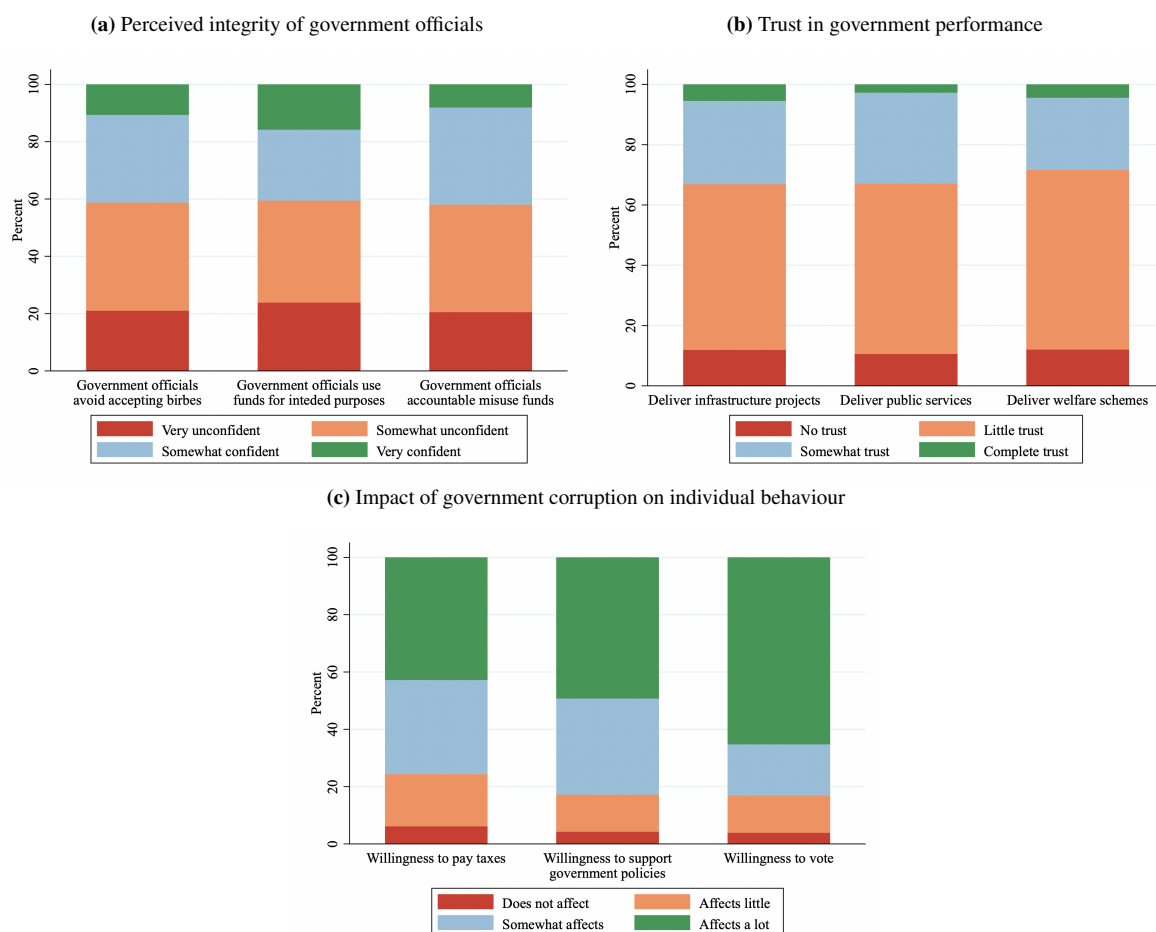 (a) Perceived integrity of government officials
Percent
0
20
40
60
80
100
Government officials
avoid accepting birbes
Government officials use
funds for inteded purposes
Government officials
accountable misuse funds
Very unconfident
Somewhat unconfident
Somewhat confident
Very confident
(b) Trust in government performance
Percent
0
20
40
60
80
100
Deliver infrastructure projects
Deliver public services
Deliver welfare schemes
No trust
Little trust
Somewhat trust
Complete trust
(c) Impact of government corruption on individual behaviour
Percent
0
20
40
60
80
100
Willingness to pay taxes
Willingness to support
government policies
Willingness to vote
Does not affect
Affects little
Somewhat affects
Affects a lot